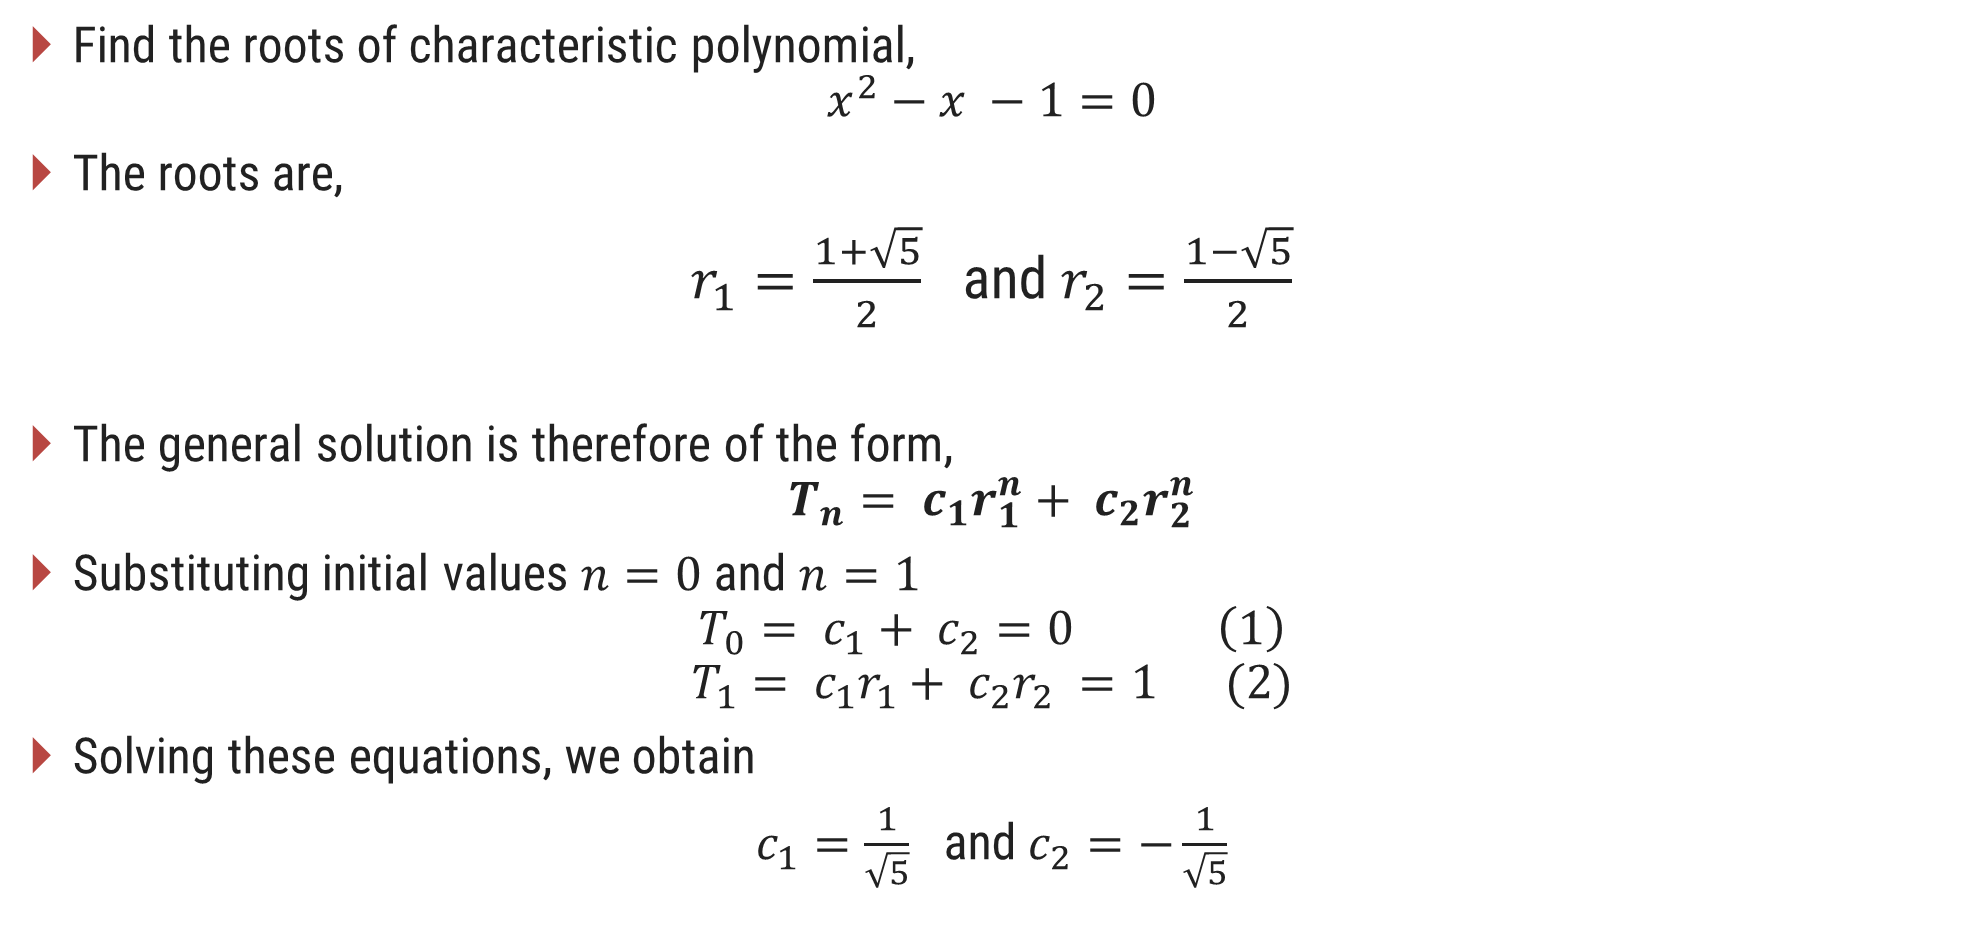 Find the roots of characteristic polynomial,
x² − x − 1 = 0
The roots are,
r₁ = (1+√5)/2 and r₂ = (1−√5)/2
The general solution is therefore of the form,
Tₙ = c₁r₁ⁿ + c₂r₂ⁿ
Substituting initial values n = 0 and n = 1
T₀ = c₁ + c₂ = 0 (1)
T₁ = c₁r₁ + c₂r₂ = 1 (2)
Solving these equations, we obtain
c₁ = 1/√5 and c₂ = −1/√5